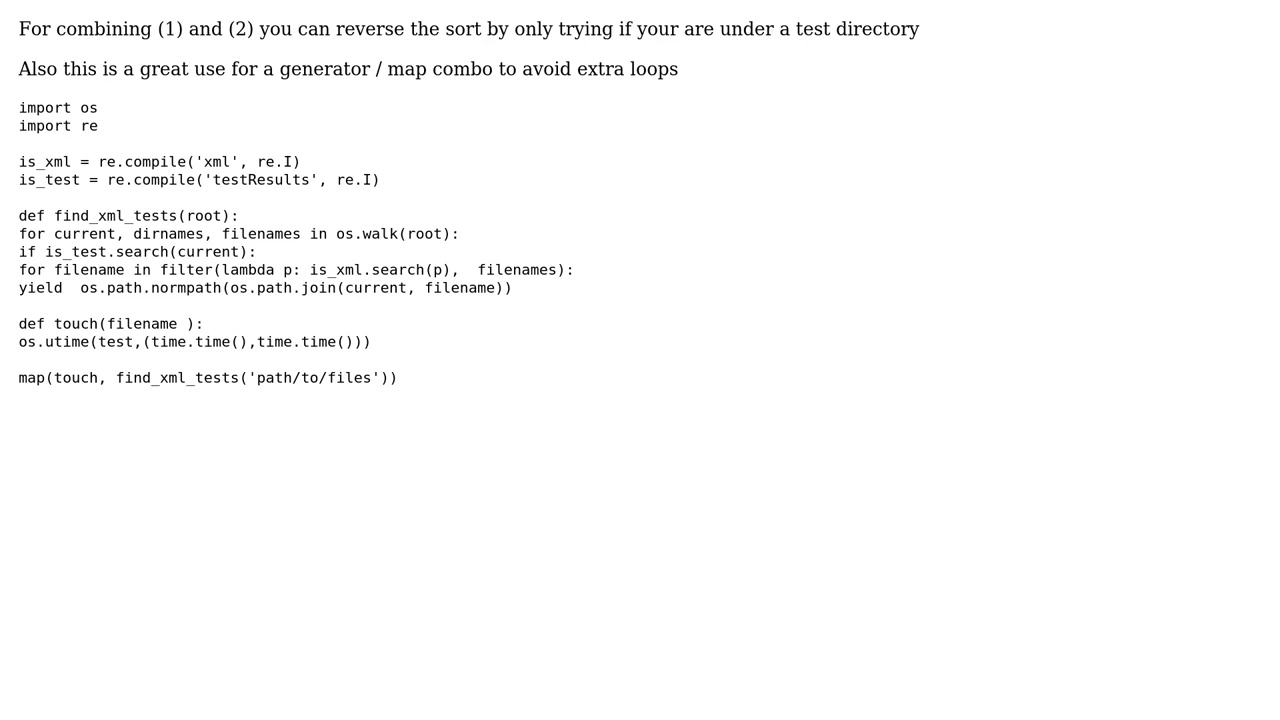 For combining (1) and (2) you can reverse the sort by only trying if your are under a test directory
Also this is a great use for a generator / map combo to avoid extra loops
import os
import re
is_xml = re.compile('xml', re.I)
is_test = re.compile('testResults', re.I)
def find_xml_tests(root):
for current, dirnames, filenames in os.walk(root):
if is_test.search(current):
for filename in filter(lambda p: is_xml.search(p),  filenames):
yield  os.path.normpath(os.path.join(current, filename))
def touch(filename ):
os.utime(test,(time.time(),time.time()))
map(touch, find_xml_tests('path/to/files'))